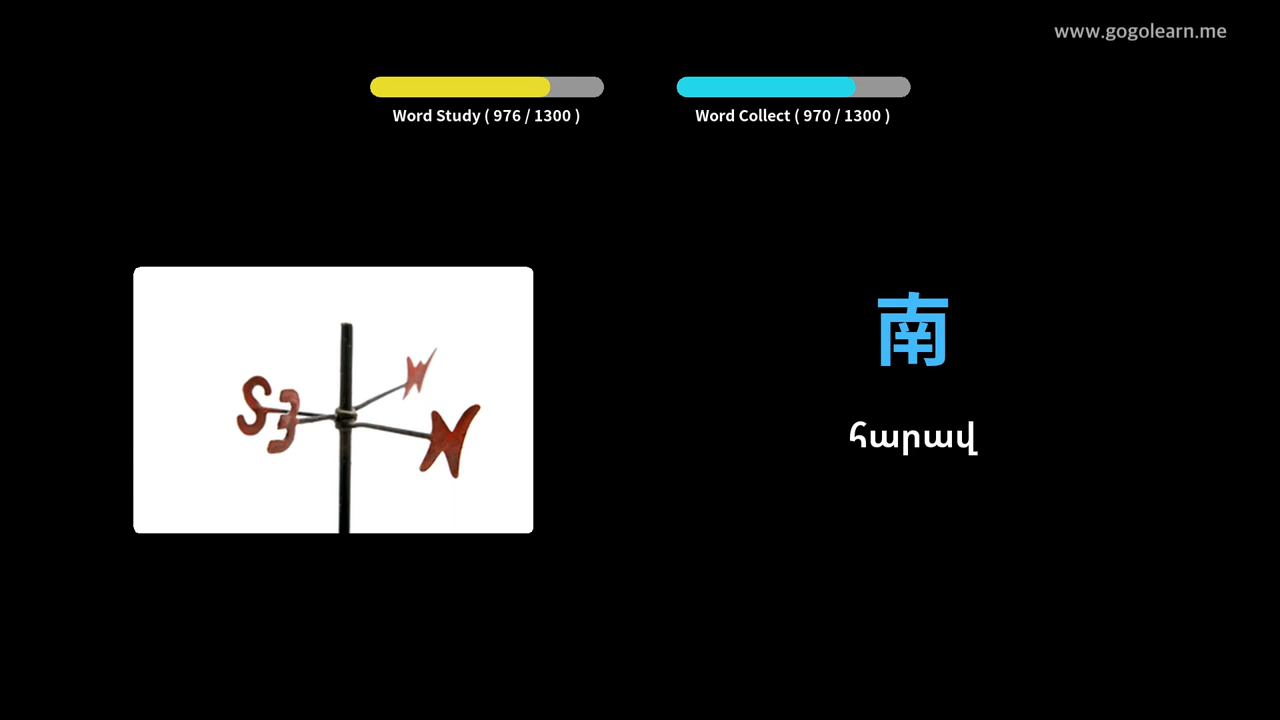 www.gogolearn.me
Word Study ( 976 / 1300 )
Word Collect ( 970 / 1300 )
南
հարավ
S
E
N